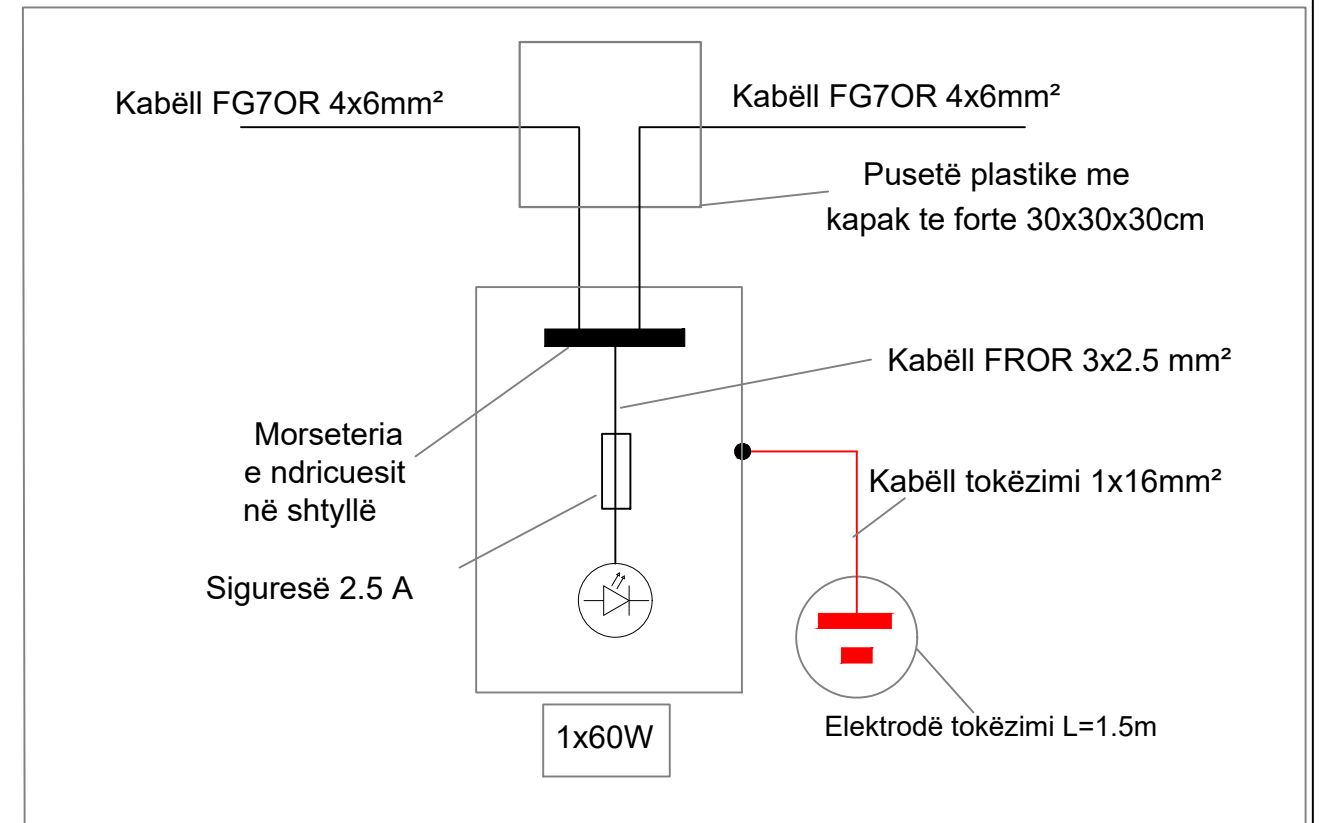 Kabëll FG7OR 4x6mm²
Kabëll FG7OR 4x6mm²
Pusetë plastike me
kapak te forte 30x30x30cm
Kabëll FROR 3x2.5 mm²
Morseteria
e ndricuesit
në shtyllë
Kabëll tokëzimi 1x16mm²
Siguresë 2.5 A
Elektrodë tokëzimi L=1.5m
1x60W